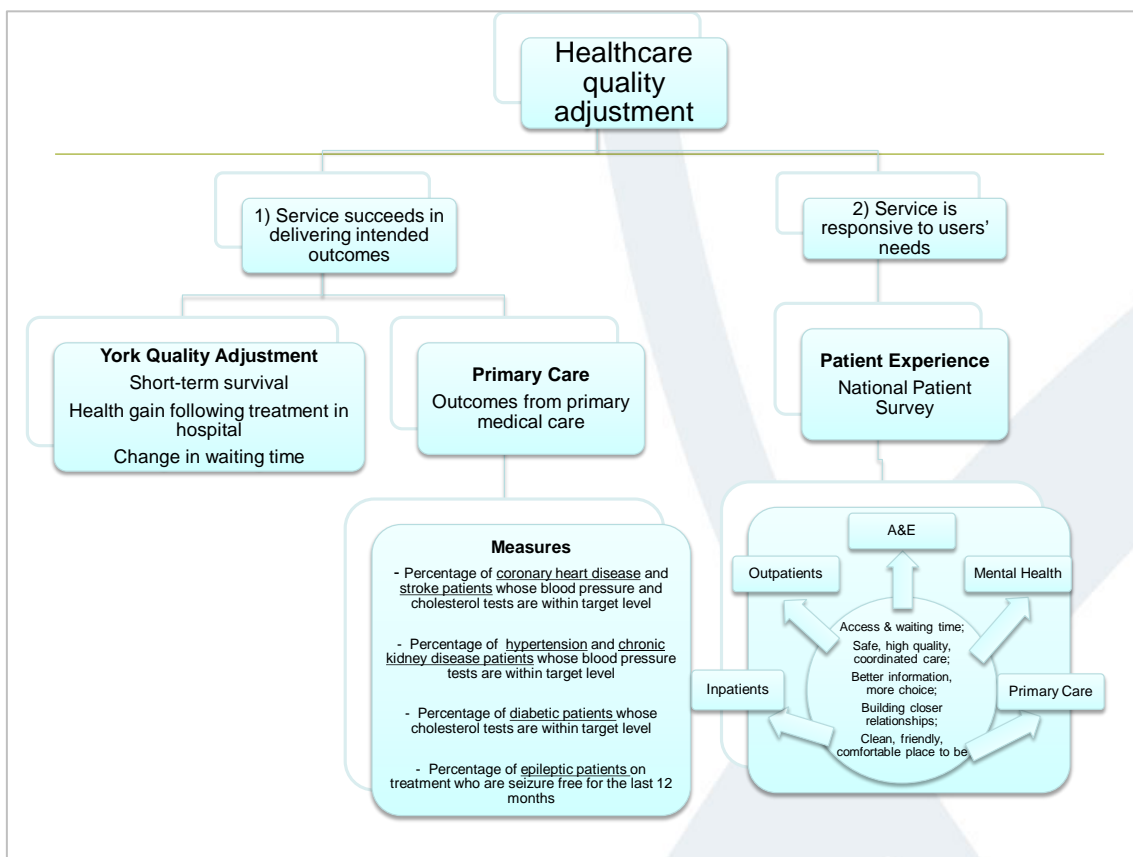 Healthcare
quality
adjustment
1) Service succeeds in
delivering intended
outcomes
2) Service is
responsive to users’
needs
York Quality Adjustment
Short-term survival
Health gain following treatment in
hospital
Change in waiting time
Primary Care
Outcomes from primary
medical care
Patient Experience
National Patient
Survey
Measures
- Percentage of coronary heart disease and
stroke patients whose blood pressure and
cholesterol tests are within target level
- Percentage of hypertension and chronic
kidney disease patients whose blood pressure
tests are within target level
- Percentage of diabetic patients whose
cholesterol tests are within target level
- Percentage of epileptic patients on
treatment who are seizure free for the last 12
months
A&E
Outpatients
Mental Health
Inpatients
Primary Care
Access & waiting time;
Safe, high quality,
coordinated care;
Better information,
more choice;
Building closer
relationships;
Clean, friendly,
comfortable place to be